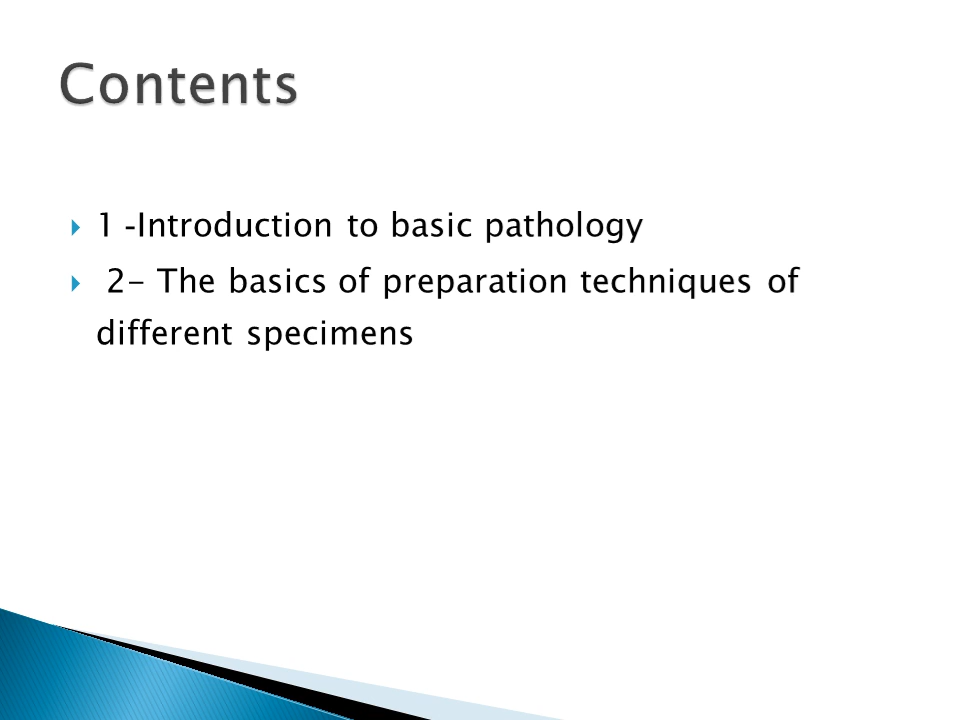 Contents
1 -Introduction to basic pathology
2- The basics of preparation techniques of
different specimens